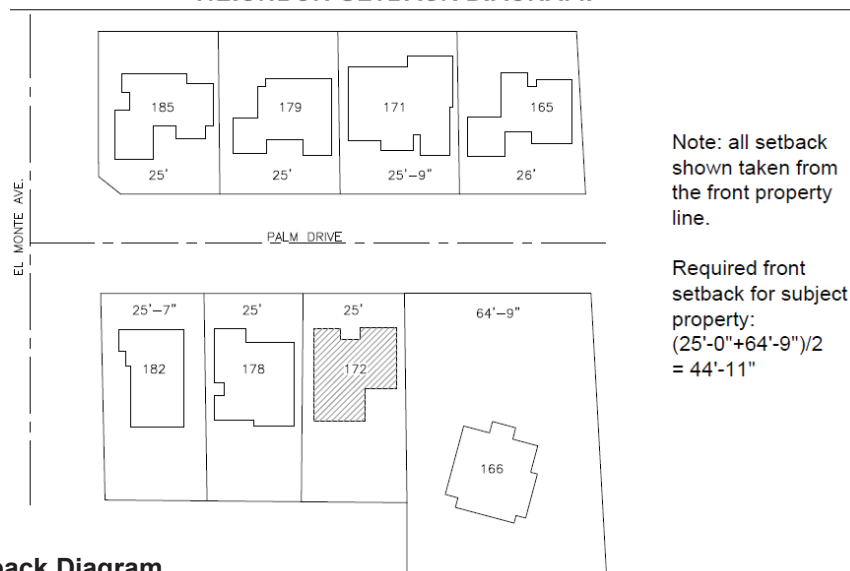 185
179
171
165
25'
25'
25'-9"
26'
EL MONTE AVE.
PALM DRIVE
25'-7"
25'
25'
64'-9"
182
178
172
166
Note: all setback
shown taken from
the front property
line.
Required front
setback for subject
property:
(25'-0"+64'-9")/2
= 44'-11"
Diagram